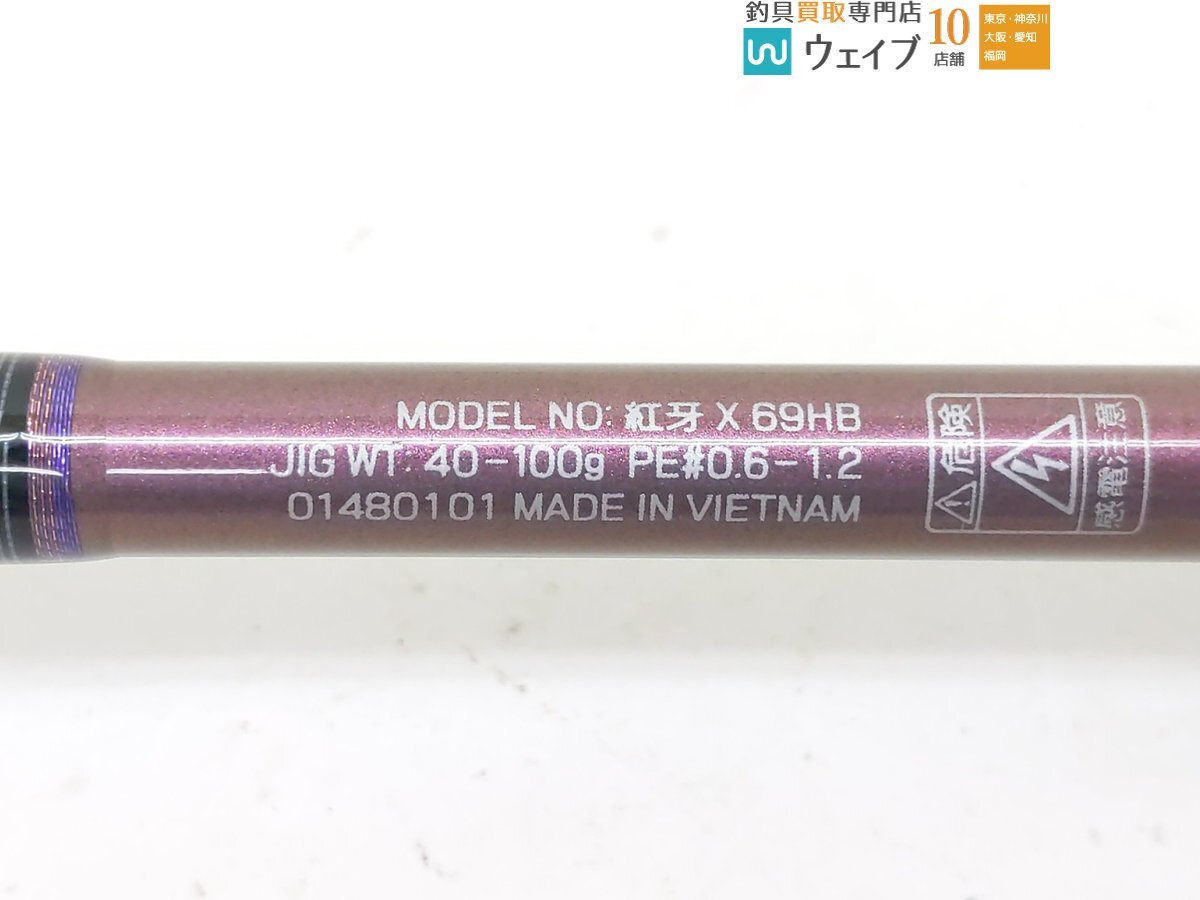 釣具買取専門店
ウェイブ
10
店舗
東京・神奈川
大阪・愛知
福岡
MODEL NO: 紅牙 X 69HB
JIG WT. 40-100g PE#0.6-1.2
01480101 MADE IN VIETNAM
危険
感電注意